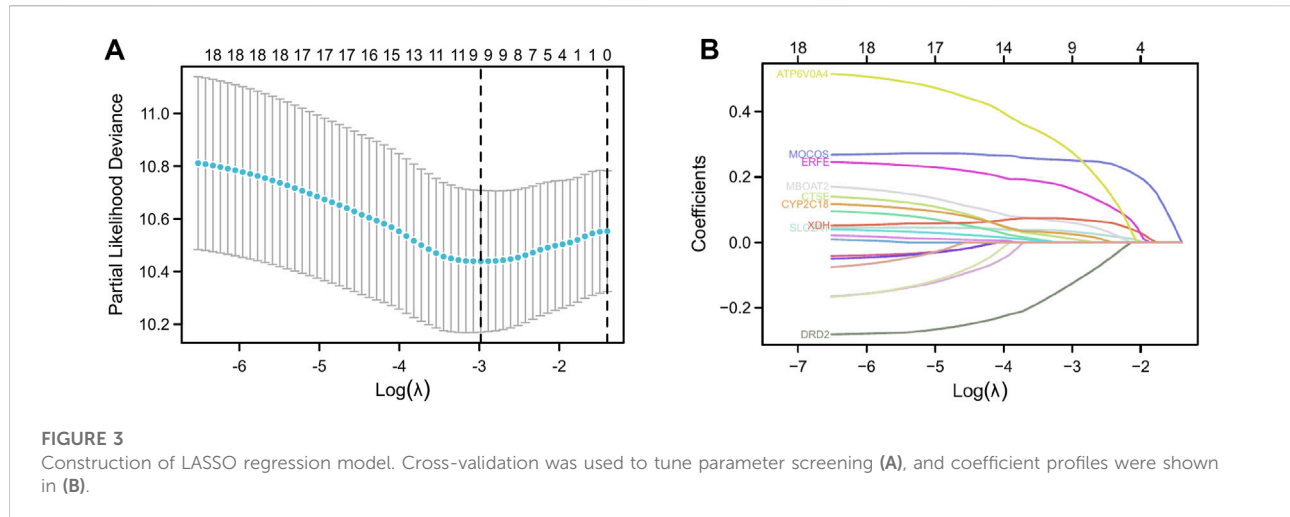 A
18 18 18 18 17 17 17 16 15 13 11 11 9 9 9 8 7 5 4 1 1 0
Partial Likelihood Deviance
11.0
10.8
10.6
10.4
10.2
-6 -5 -4 -3 -2
Log(λ)
B
18 18 17 14 9 4
Coefficients
0.4
0.2
0.0
−0.2
ATP6V0A4
MOCOS
ERFE
MBOAT2
CTSE
CYP2C18
XDH
DRD2
−7 −6 −5 −4 −3 −2
Log(λ)
FIGURE 3
Construction of LASSO regression model. Cross-validation was used to tune parameter screening (A), and coefficient profiles were shown
in (B).